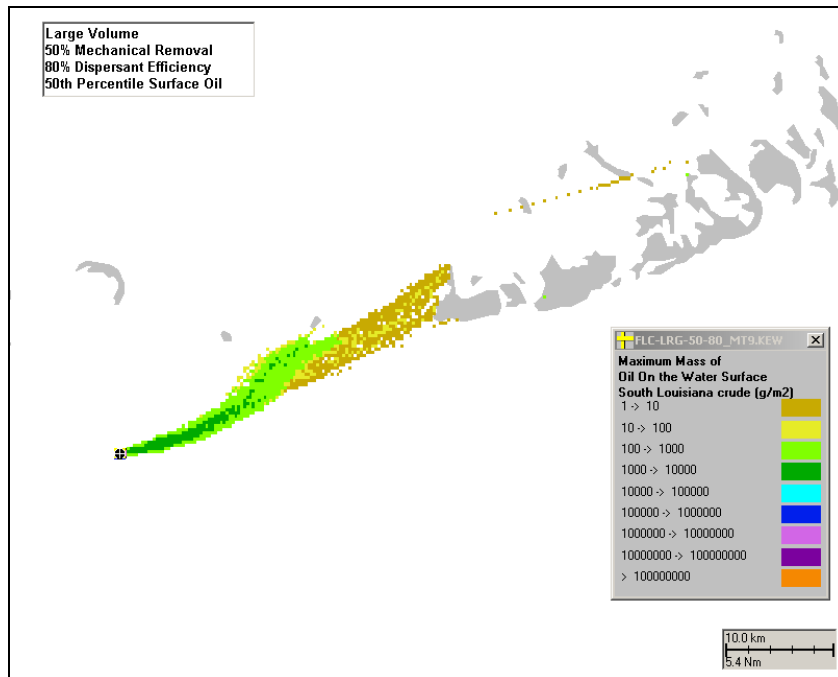 Large Volume
50% Mechanical Removal
80% Dispersant Efficiency
50th Percentile Surface Oil
FLC-LRG-50-80_MT9.KEW
Maximum Mass of
Oil On the Water Surface
South Louisiana crude (g/m2)
1 -> 10
10 -> 100
100 -> 1000
1000 -> 10000
10000 -> 100000
100000 -> 1000000
1000000 -> 10000000
10000000 -> 100000000
> 100000000
10.0 km
5.4 Nm